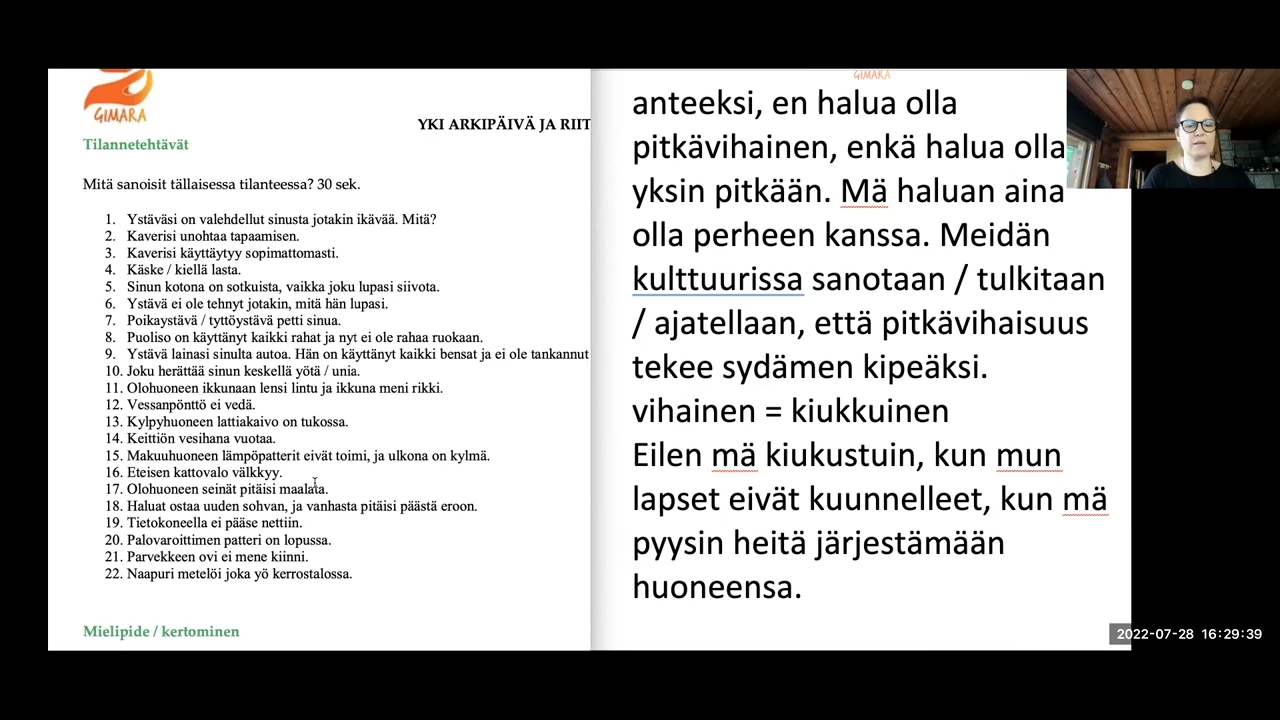 GIMARA
YKI ARKIPÄIVÄ JA RIIT
Tilannetehtävät
Mitä sanoisit tällaisessa tilanteessa? 30 sek.
1. Ystäväsi on valehdellut sinusta jotakin ikävää. Mitä?
2. Kaverisi unohtaa tapaamisen.
3. Kaverisi käyttäytyy sopimattomasti.
4. Käske / kiellä lasta.
5. Sinun kotona on sotkuista, vaikka joku lupasi siivota.
6. Ystävä ei ole tehnyt jotakin, mitä hän lupasi.
7. Poikaystävä / tyttöystävä petti sinua.
8. Puoliso on käyttänyt kaikki rahat ja nyt ei ole rahaa ruokaan.
9. Ystävä lainasi sinulta autoa. Hän on käyttänyt kaikki bensat ja ei ole tankannut
10. Joku herättää sinun keskellä yötä / unia.
11. Olohuoneen ikkunaan lensi lintu ja ikkuna meni rikki.
12. Vessanpönttö ei vedä.
13. Kylpyhuoneen lattiakaivo on tukossa.
14. Keittiön vesihana vuotaa.
15. Makuuhuoneen lämpöpatterit eivät toimi, ja ulkona on kylmä.
16. Eteisen kattovalo välkkyy.
17. Olohuoneen seinät pitäisi maalata.
18. Haluat ostaa uuden sohvan, ja vanhasta pitäisi päästä eroon.
19. Tietokoneella ei pääse nettiin.
20. Palovaroittimen patteri on lopussa.
21. Parvekkeen ovi ei mene kiinni.
22. Naapuri metelöi joka yö kerrostalossa.
Mielipide / kertominen
GIMARA
anteeksi, en halua olla
pitkävihainen, enkä halua olla
yksin pitkään. Mä haluan aina
olla perheen kanssa. Meidän
kulttuurissa sanotaan / tulkitaan
/ ajatellaan, että pitkävihaisuus
tekee sydämen kipeäksi.
vihainen = kiukkuinen
Eilen mä kiukustuin, kun mun
lapset eivät kuunnelleet, kun mä
pyysin heitä järjestämään
huoneensa.
2022-07-28 16:29:39